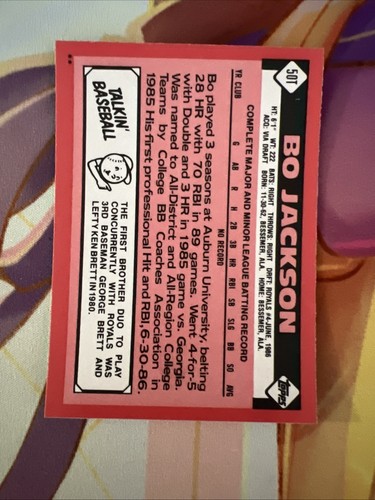 50T
BO JACKSON
Topps
HT: 6'1" WT: 222 BATS: RIGHT THROWS: RIGHT DRFT: ROYALS #4-JUNE, 1986
ACQ: VIA DRAFT BORN: 11-30-62, BESSEMER, ALA. HOME: BESSEMER, ALA.
COMPLETE MAJOR AND MINOR LEAGUE BATTING RECORD
YR CLUB G AB R H 2B 3B HR RBI SB SLG BB SO AVG
NO RECORD
Bo played 3 seasons at Auburn University, belting
28 HR with 70 RBI in games. Went 4-for-5
with Double and 3 HR in 1985 game vs. Georgia.
Was named to All-District and All-Region College
Teams by College BB Coaches Association in
1985 His first professional Hit and RBI, 6-30-86.
TALKIN'
BASEBALL
THE FIRST BROTHER DUO TO PLAY
CONCURRENTLY WITH ROYALS WAS
3RD BASEMAN GEORGE BRETT AND
LEFTY KEN BRETT IN 1980.
**